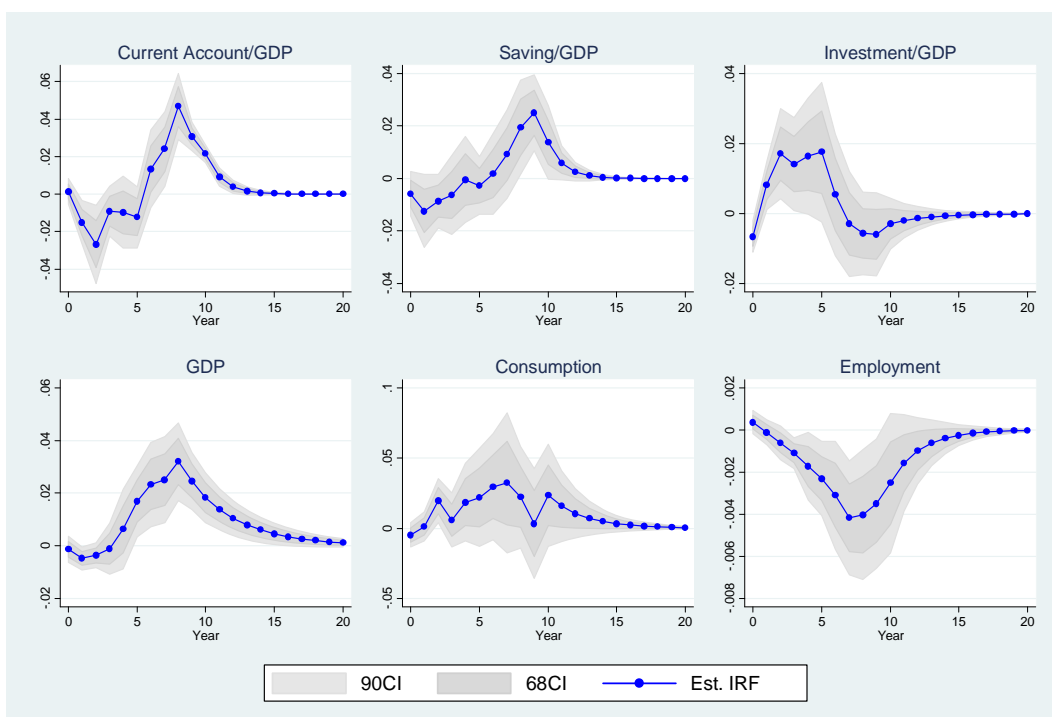 Current Account/GDP
-.04 -.02 0 .02 .04 .06
0 5 10 15 20
Year
Saving/GDP
-.04 -.02 0 .02 .04
0 5 10 15 20
Year
Investment/GDP
-.02 0 .02 .04
0 5 10 15 20
Year
GDP
-.02 0 .02 .04 .06
0 5 10 15 20
Year
Consumption
-.05 0 .05 .1
0 5 10 15 20
Year
Employment
-.008 -.006 -.004 -.002 0 .002
0 5 10 15 20
Year
90CI 68CI Est. IRF